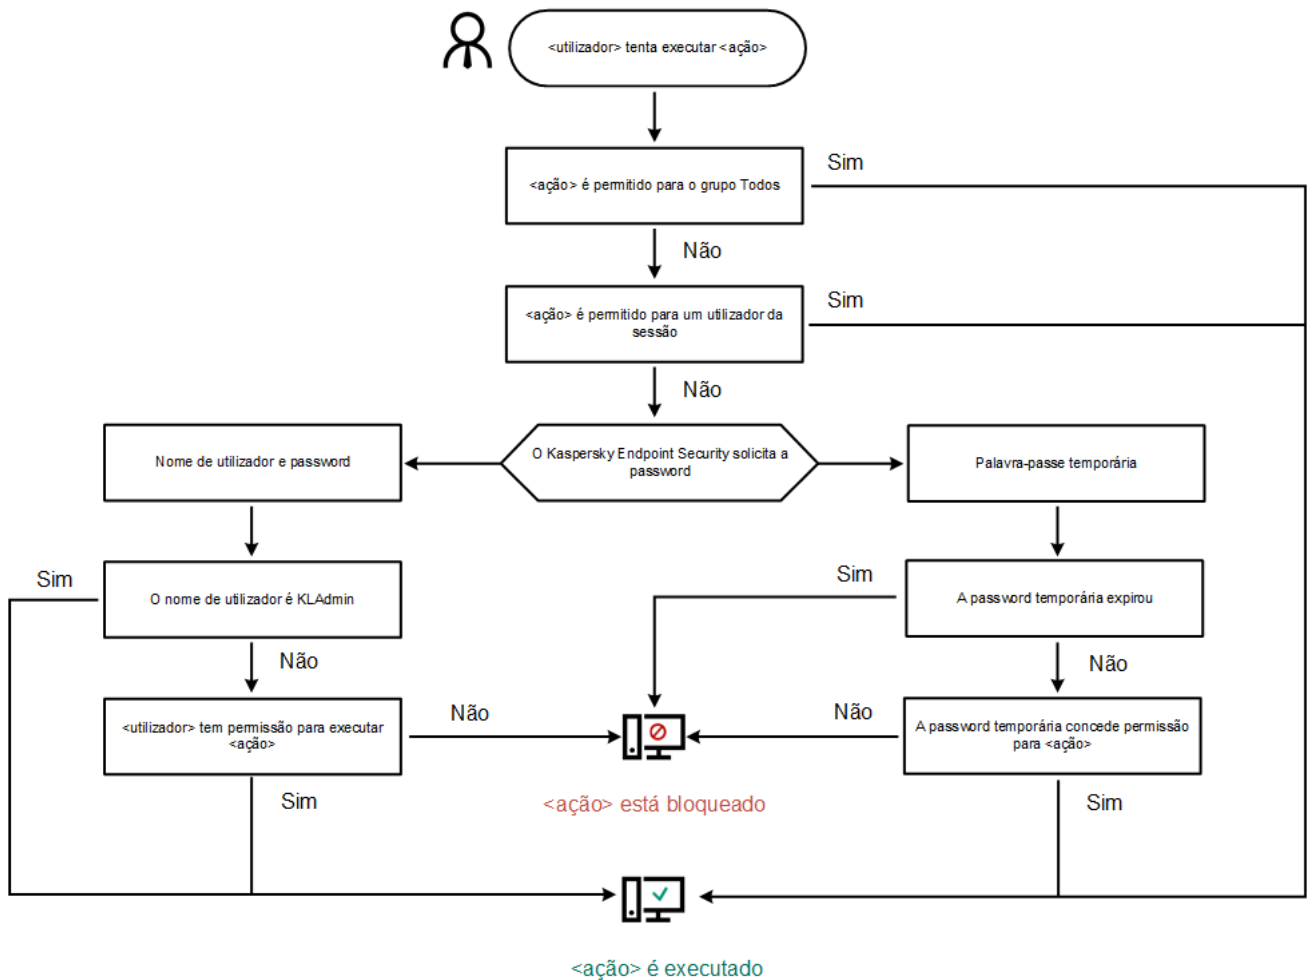 <utilizador> tenta executar <ação>
Sim
<ação> é permitido para o grupo Todos
Não
Sim
<ação> é permitido para um utilizador da
sessão
Não
Nome de utilizador e password
O Kaspersky Endpoint Security solicita a
password
Palavra-passe temporária
Sim
O nome de utilizador é KLAdmin
Sim
A password temporária expirou
Não
Não
<utilizador> tem permissão para executar
<ação>
Não
Não
A password temporária concede permissão
para <ação>
Sim
<ação> está bloqueado
Sim
<ação> é executado